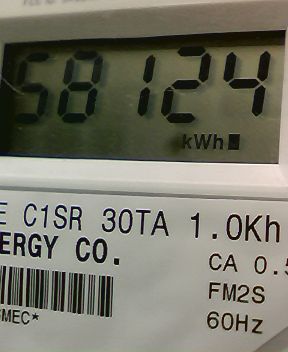 58124
kWh
E C1SR 30TA 1.0Kh
ERGY CO.
CA 0.5
FM2S
MEC*
60Hz